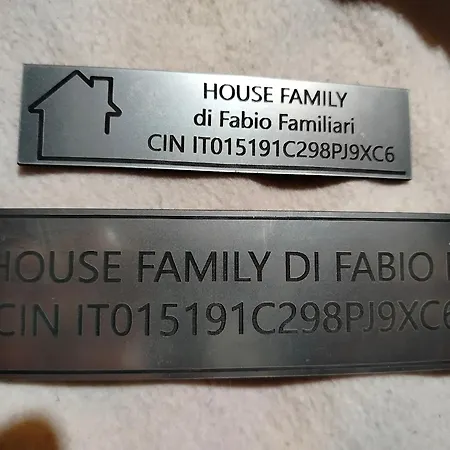 HOUSE FAMILY
di Fabio Familiari
CIN IT015191C298PJ9XC6
HOUSE FAMILY DI FABIO
CIN IT015191C298PJ9XC6